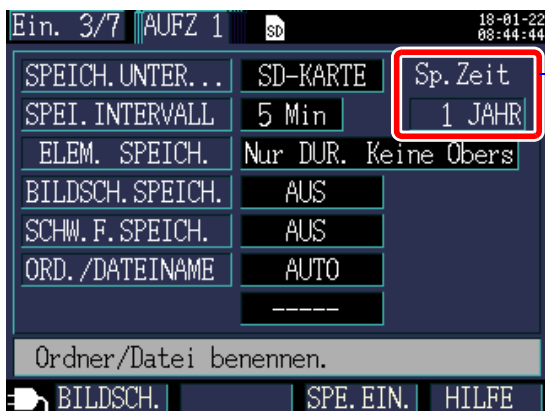 Ein. 3/7 AUFZ 1 SD 18-01-22
08:44:44
SPEICH.UNTER... SD-KARTE Sp.Zeit
SPEI.INTERVALL 5 Min 1 JAHR
ELEM. SPEICH. Nur DUR. Keine Obers
BILDSCH.SPEICH. AUS
SCHW.F.SPEICH. AUS
ORD./DATEINAME AUTO
-----
Ordner/Datei benennen.
BILDSCH. SPE.EIN. HILFE